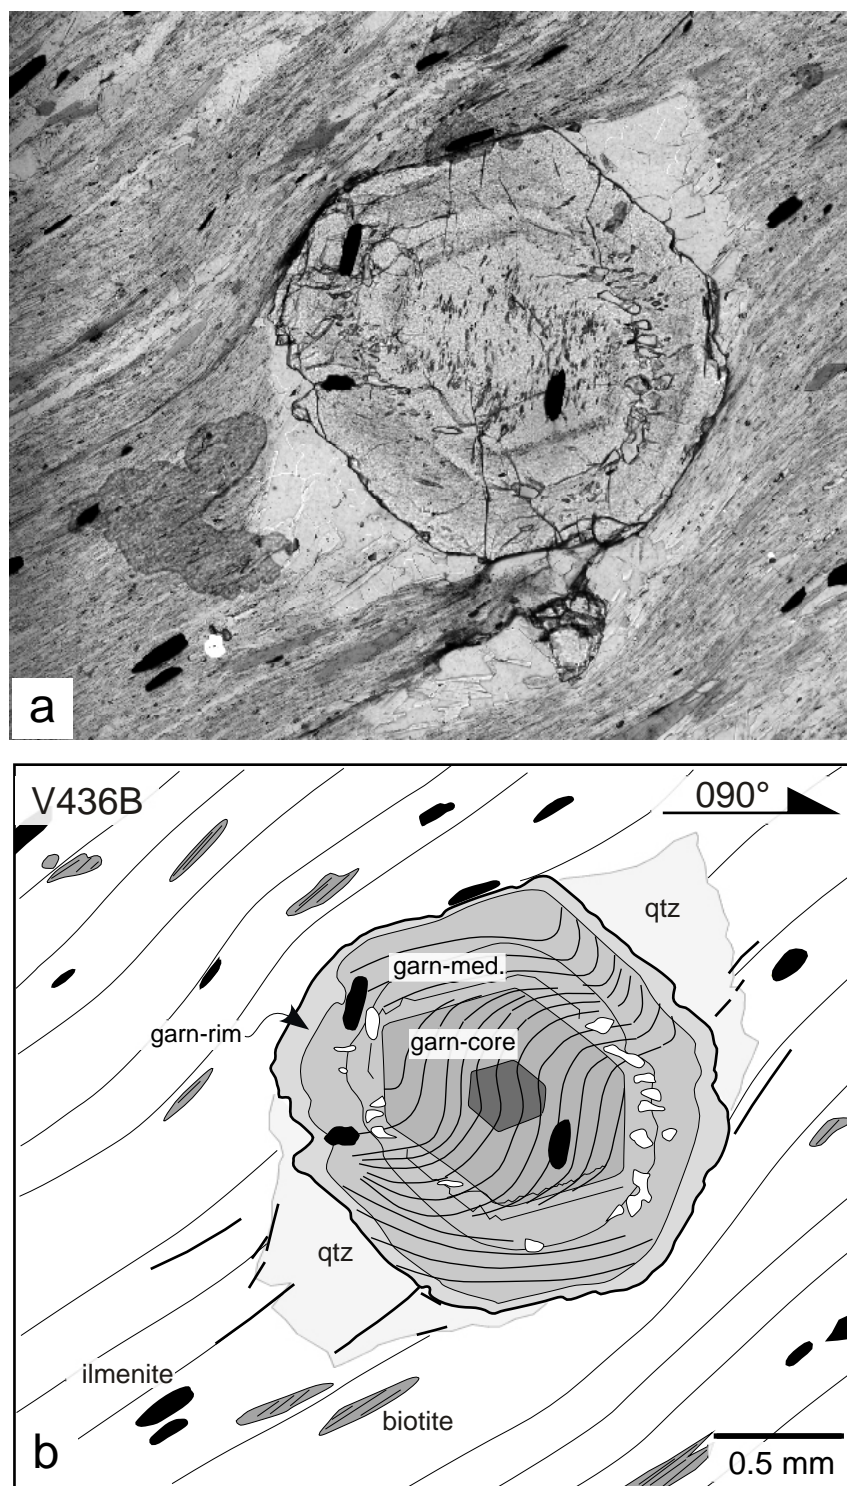 a
V436B
090°
qtz
garn-med.
garn-rim
garn-core
qtz
ilmenite
biotite
b
0.5 mm